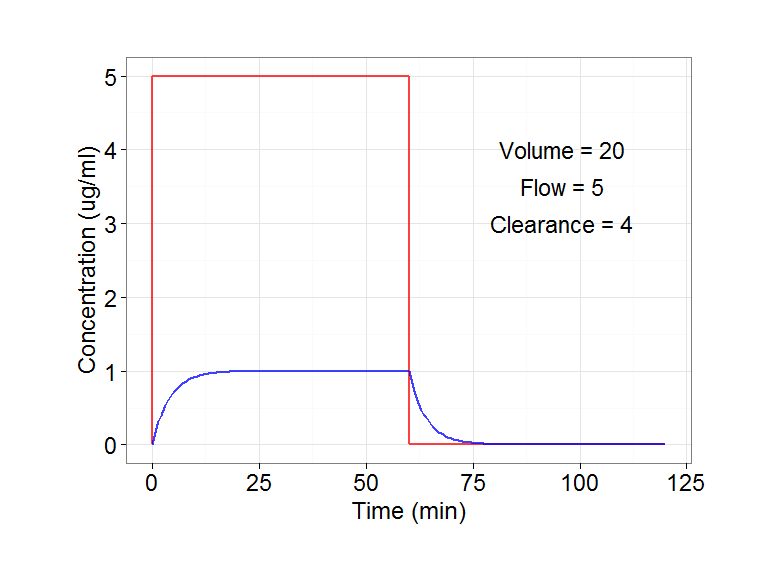 Concentration (ug/ml)
5
4
3
2
1
0
Volume = 20
Flow = 5
Clearance = 4
0 25 50 75 100 125
Time (min)